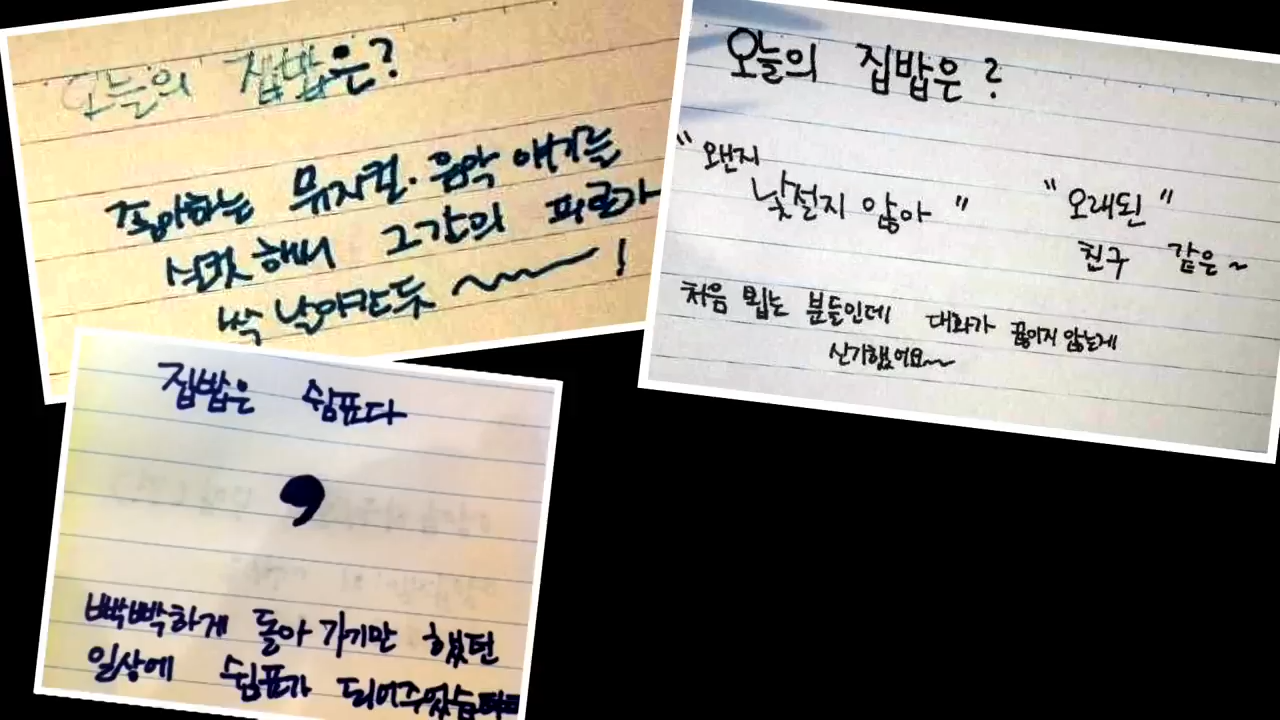 오늘의 집밥은?
좋아하는 뮤지컬·음악 얘기를
실컷 해서 그간의 피로가
싹 날아간듯 ~~~!
오늘의 집밥은?
"왠지
낯설지 않아"
"오래된"
친구 같은~
처음 뵙는 분들인데 대화가 끊이지 않는게
신기했어요~~
집밥은 쉼표다
,
빡빡하게 돌아가기만 했던
일상에 쉼표가 되어주었습니다